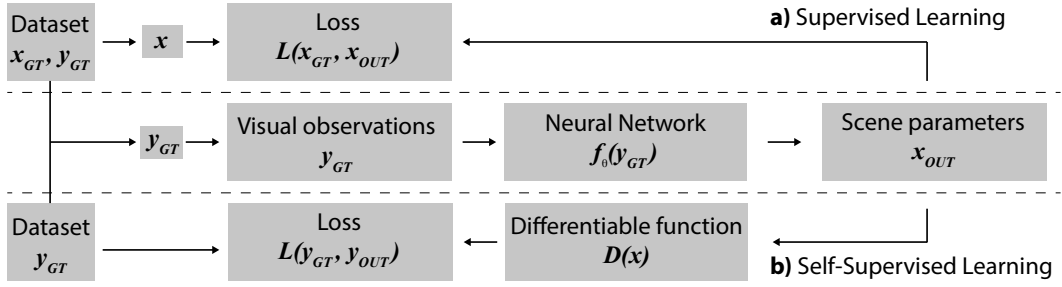 Dataset
x_GT, y_GT
x
Loss
L(x_GT, x_OUT)
a) Supervised Learning
y_GT
Visual observations
y_GT
Neural Network
f_θ(y_GT)
Scene parameters
x_OUT
Dataset
y_GT
Loss
L(y_GT, y_OUT)
Differentiable function
D(x)
b) Self-Supervised Learning